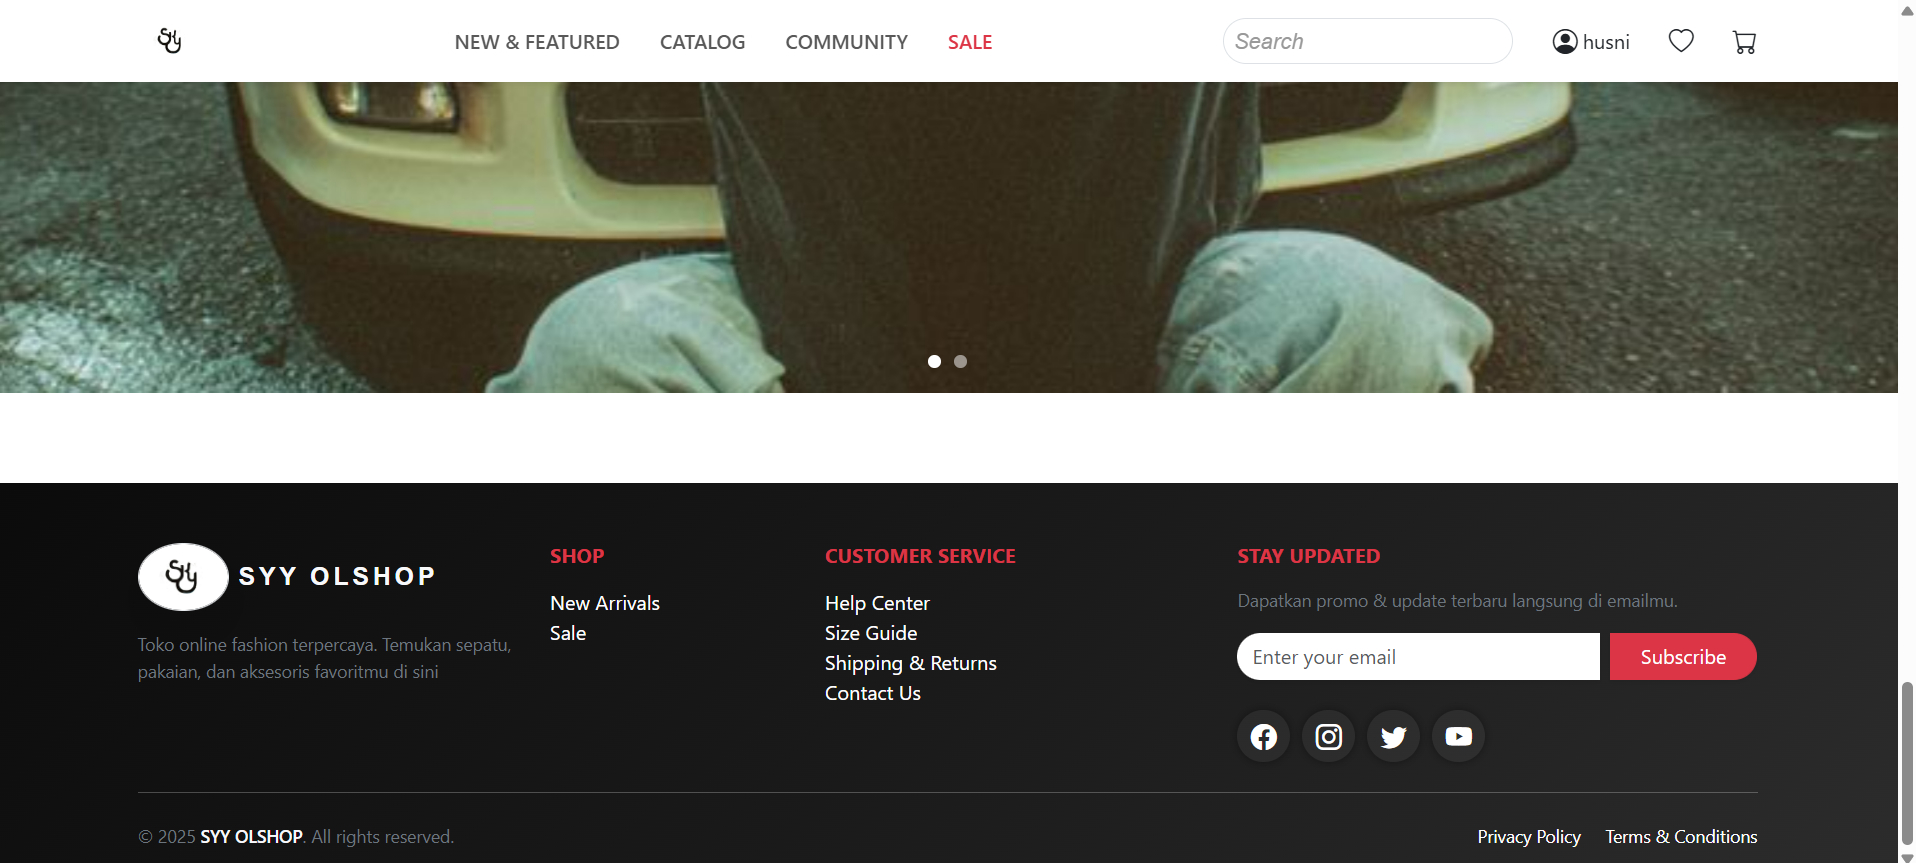 SYY
NEW & FEATURED CATALOG COMMUNITY SALE
Search
husni
SYY
SYY OLSHOP
Toko online fashion terpercaya. Temukan sepatu,
pakaian, dan aksesoris favoritmu di sini
SHOP
New Arrivals
Sale
CUSTOMER SERVICE
Help Center
Size Guide
Shipping & Returns
Contact Us
STAY UPDATED
Dapatkan promo & update terbaru langsung di emailmu.
Enter your email
Subscribe
© 2025 SYY OLSHOP. All rights reserved.
Privacy Policy Terms & Conditions